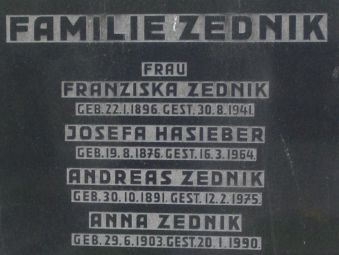 FAMILIE ZEDNIK
FRAU
FRANZISKA ZEDNIK
GEB. 22.1.1896. GEST. 30.8.1941.
JOSEFA HASIEBER
GEB. 19.8.1876. GEST. 16.3.1964.
ANDREAS ZEDNIK
GEB. 30.10.1891. GEST. 12.2.1975.
ANNA ZEDNIK
GEB. 29.6.1903. GEST. 20.1.1990.